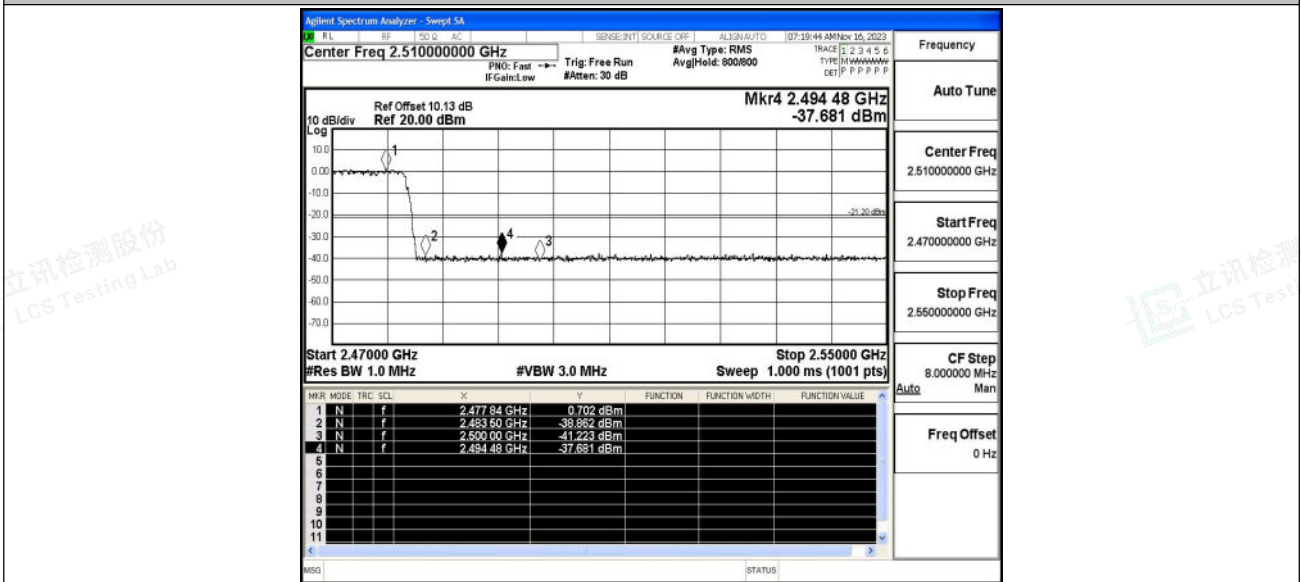 Agilent Spectrum Analyzer - Swept SA
RL RF 50 Ω AC SENSE:INT SOURCE OFF ALIGNAUTO 07:19:44 AMNov 16, 2023
Center Freq 2.510000000 GHz
PNO: Fast
IFGain:Low
Trig: Free Run
#Atten: 30 dB
#Avg Type: RMS
Avg|Hold: 800/800
TRACE 1 2 3 4 5 6
TYPE MWWWWW
DET P P P P P P
Frequency
Auto Tune
Center Freq
2.510000000 GHz
Start Freq
2.470000000 GHz
Stop Freq
2.550000000 GHz
CF Step
8.000000 MHz
Auto Man
Freq Offset
0 Hz
Mkr4 2.494 48 GHz
-37.681 dBm
Ref Offset 10.13 dB
10 dB/div Ref 20.00 dBm
Log
10.0
0.00
-10.0
-20.0
-30.0
-40.0
-50.0
-60.0
-70.0
1
2
4
3
-21.20 dBm
Start 2.47000 GHz Stop 2.55000 GHz
#Res BW 1.0 MHz #VBW 3.0 MHz Sweep 1.000 ms (1001 pts)
MKR MODE TRC SCL X Y FUNCTION FUNCTION WIDTH FUNCTION VALUE
1 N f 2.477 84 GHz 0.702 dBm
2 N f 2.483 50 GHz -38.862 dBm
3 N f 2.500 00 GHz -41.223 dBm
4 N f 2.494 48 GHz -37.681 dBm
5
6
7
8
9
10
11
MSG STATUS
立讯检测股份
LCS Testing Lab
立讯检测
LCS Test